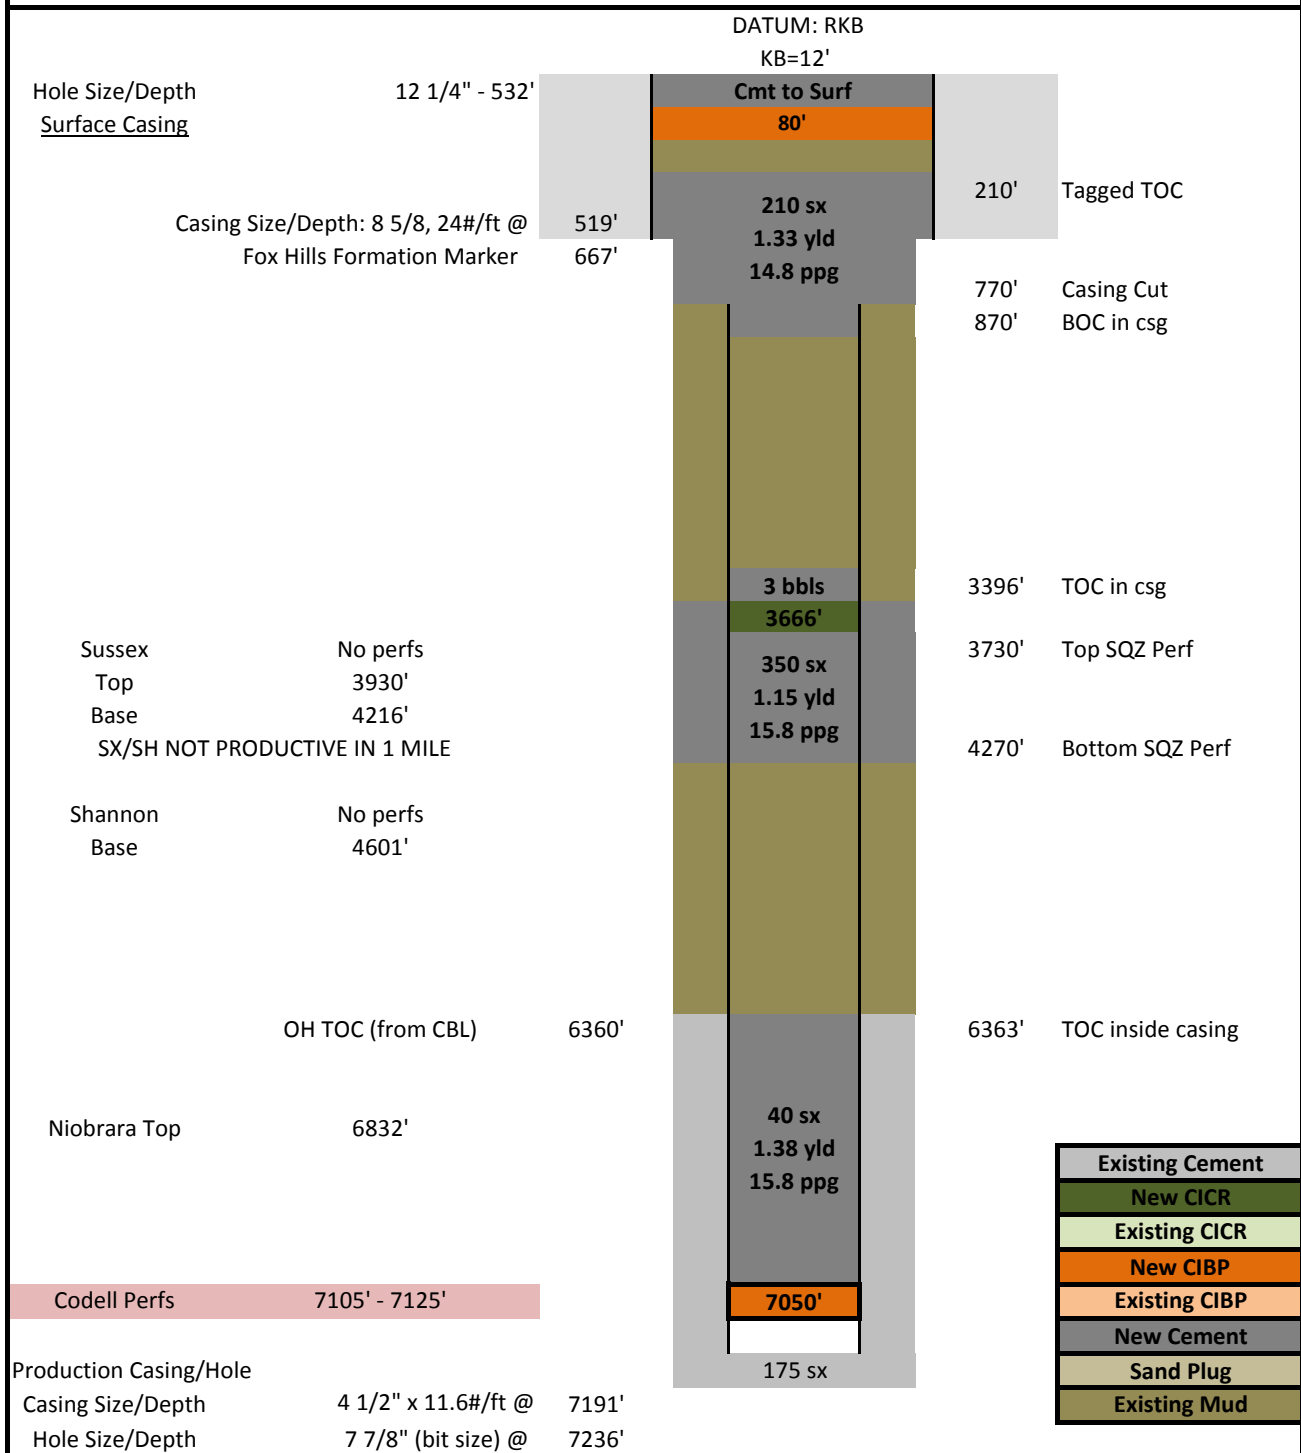 DATUM: RKB
KB=12'
Hole Size/Depth 12 1/4" - 532' Cmt to Surf
Surface Casing 80'
210' Tagged TOC
210 sx
Casing Size/Depth: 8 5/8, 24#/ft @ 519'
1.33 yld
Fox Hills Formation Marker 667'
14.8 ppg
770' Casing Cut
870' BOC in csg
3 bbls 3396' TOC in csg
3666'
Sussex No perfs 3730' Top SQZ Perf
350 sx
Top 3930'
1.15 yld
Base 4216'
15.8 ppg
SX/SH NOT PRODUCTIVE IN 1 MILE 4270' Bottom SQZ Perf
Shannon No perfs
Base 4601'
OH TOC (from CBL) 6360' 6363' TOC inside casing
40 sx
Niobrara Top 6832'
1.38 yld
15.8 ppg
Existing Cement
New CICR
Existing CICR
New CIBP
Codell Perfs 7105' - 7125' 7050' Existing CIBP
New Cement
Production Casing/Hole 175 sx Sand Plug
Casing Size/Depth 4 1/2" x 11.6#/ft @ 7191' Existing Mud
Hole Size/Depth 7 7/8" (bit size) @ 7236'